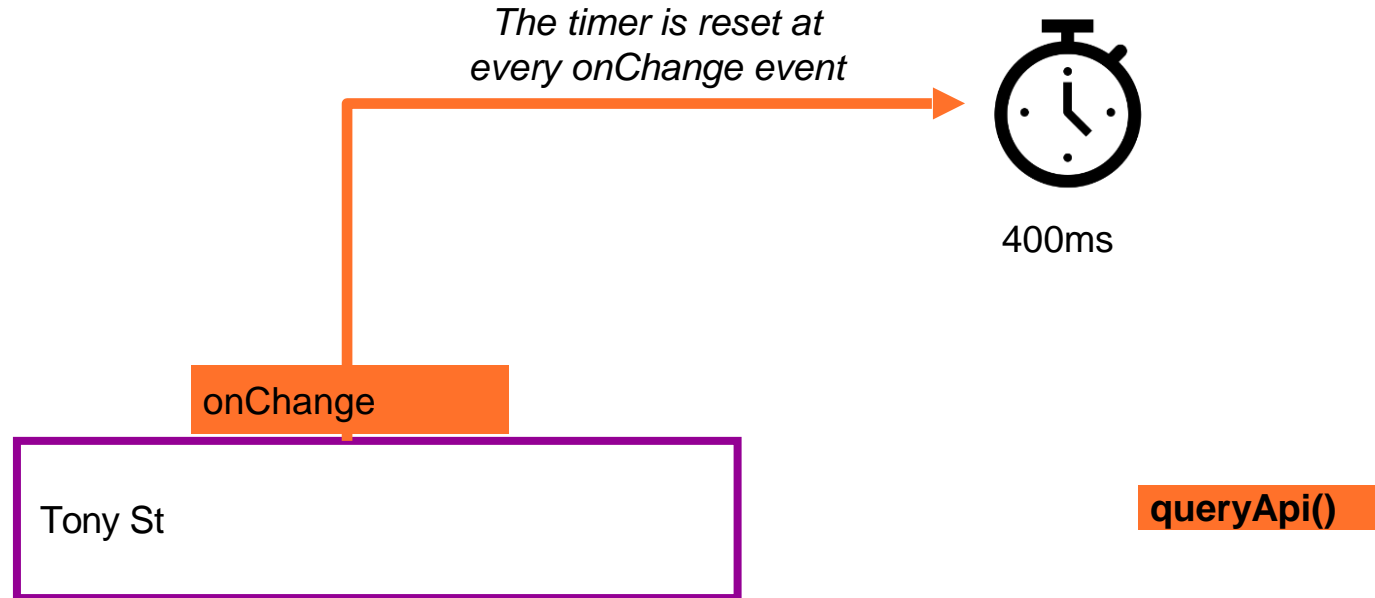 The timer is reset at
every onChange event
400ms
onChange
Tony St
queryApi()